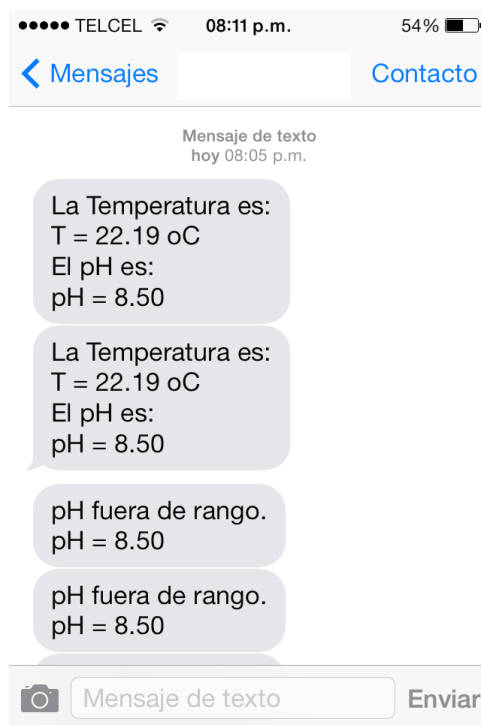 TELCEL 08:11 p.m. 54%
Mensajes Contacto
Mensaje de texto
hoy 08:05 p.m.
La Temperatura es:
T = 22.19 oC
El pH es:
pH = 8.50
La Temperatura es:
T = 22.19 oC
El pH es:
pH = 8.50
pH fuera de rango.
pH = 8.50
pH fuera de rango.
pH = 8.50
Mensaje de texto Enviar